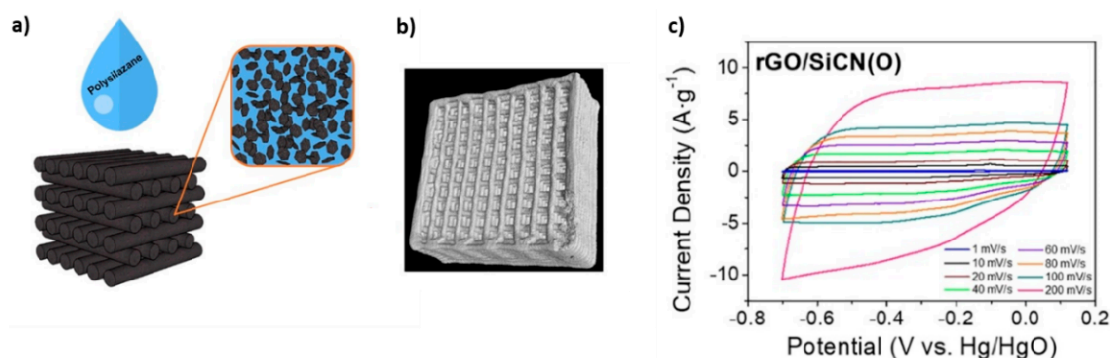 a)
Polysilazane
b)
c)
rGO/SiCN(O)
Current Density (A·g⁻¹)
10
5
0
-5
-10
1 mV/s
10 mV/s
20 mV/s
40 mV/s
60 mV/s
80 mV/s
100 mV/s
200 mV/s
-0.8
-0.6
-0.4
-0.2
0.0
0.2
Potential (V vs. Hg/HgO)